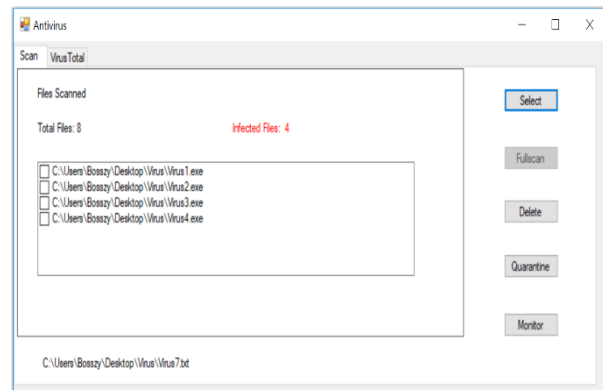 Antivirus
Scan VirusTotal
Files Scanned
Total Files: 8 Infected Files: 4
C:\Users\Bosszy\Desktop\Virus\Virus1.exe
C:\Users\Bosszy\Desktop\Virus\Virus2.exe
C:\Users\Bosszy\Desktop\Virus\Virus3.exe
C:\Users\Bosszy\Desktop\Virus\Virus4.exe
Select
Fullscan
Delete
Quarantine
Monitor
C:\Users\Bosszy\Desktop\Virus\Virus7.txt